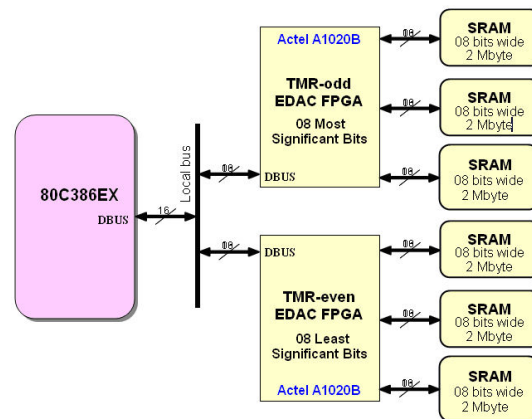 80C386EX
DBUS
16
Local bus
08
08
Actel A1020B
TMR-odd
EDAC FPGA
08 Most
Significant Bits
DBUS
DBUS
TMR-even
EDAC FPGA
08 Least
Significant Bits
Actel A1020B
08
SRAM
08 bits wide
2 Mbyte
08
SRAM
08 bits wide
2 Mbyte
08
SRAM
08 bits wide
2 Mbyte
08
SRAM
08 bits wide
2 Mbyte
08
SRAM
08 bits wide
2 Mbyte
08
SRAM
08 bits wide
2 Mbyte